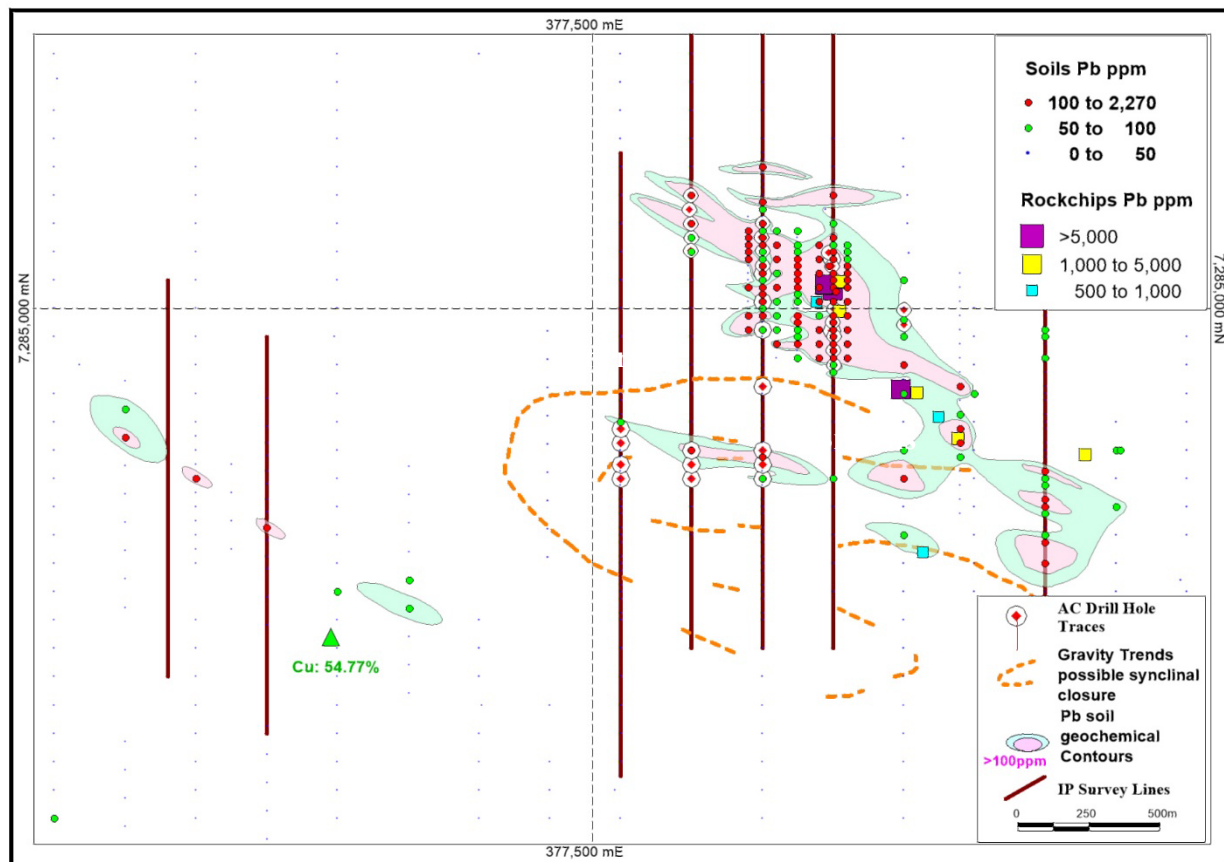 377,500 mE
Soils Pb ppm
100 to 2,270
50 to 100
0 to 50
Rockchips Pb ppm
>5,000
1,000 to 5,000
500 to 1,000
7,285,000 mN
7,285,000 mN
Cu: 54.77%
AC Drill Hole
Traces
Gravity Trends
possible synclinal
closure
Pb soil
geochemical
Contours
>100ppm
IP Survey Lines
0 250 500m
377,500 mE